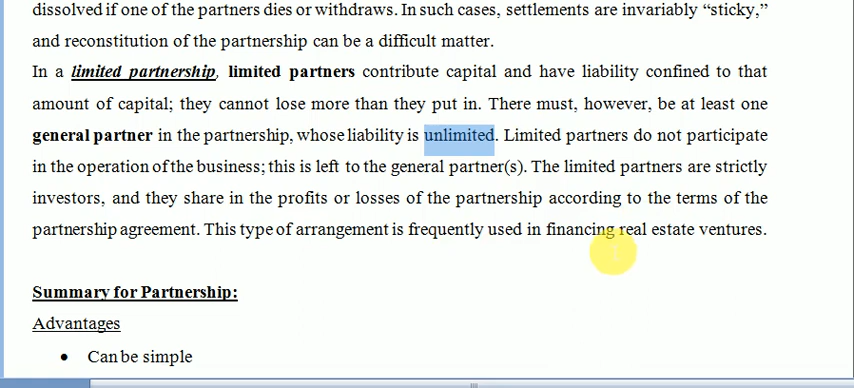 dissolved if one of the partners dies or withdraws. In such cases, settlements are invariably “sticky,”
and reconstitution of the partnership can be a difficult matter.
In a limited partnership, limited partners contribute capital and have liability confined to that
amount of capital; they cannot lose more than they put in. There must, however, be at least one
general partner in the partnership, whose liability is unlimited. Limited partners do not participate
in the operation of the business; this is left to the general partner(s). The limited partners are strictly
investors, and they share in the profits or losses of the partnership according to the terms of the
partnership agreement. This type of arrangement is frequently used in financing real estate ventures.
Summary for Partnership:
Advantages
• Can be simple